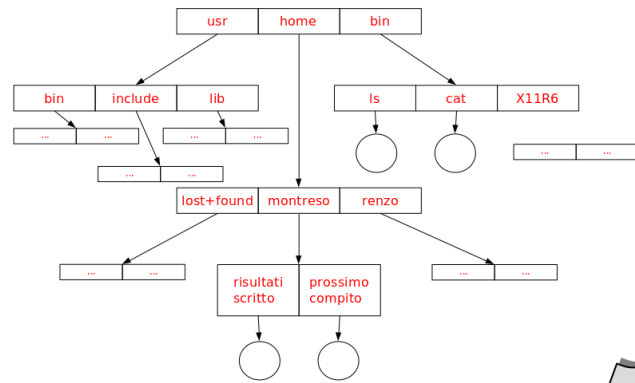 usr home bin
bin include lib
ls cat X11R6
... ...
... ...
... ...
... ...
lost+found montreso renzo
... ...
... ...
risultati scritto
prossimo compito